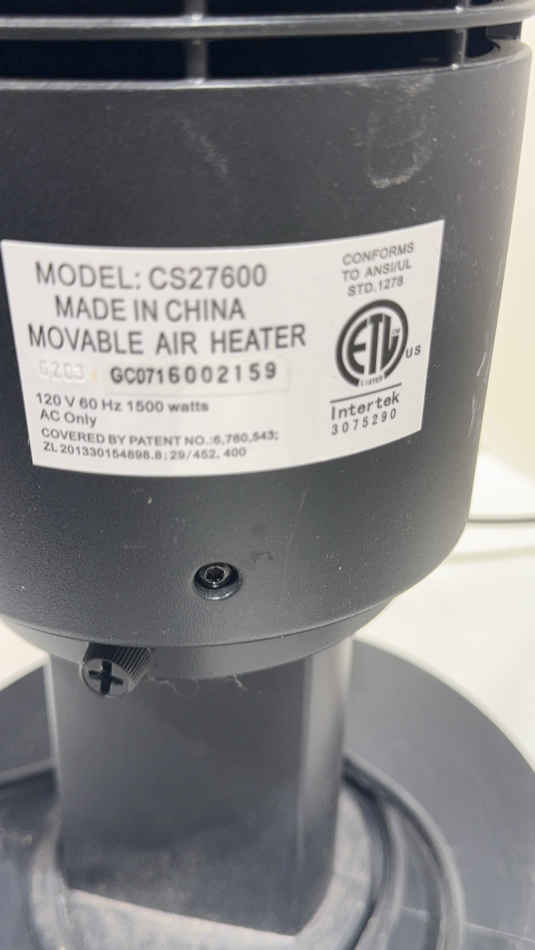 MODEL: CS27600
MADE IN CHINA
MOVABLE AIR HEATER
G203 GC0716002159
120 V 60 Hz 1500 watts
AC Only
COVERED BY PATENT NO.:6,760,543;
ZL 201330154898.8; 29/452, 400
CONFORMS
TO ANSI/UL
STD.1278
ETL
US
LISTED
Intertek
3075290